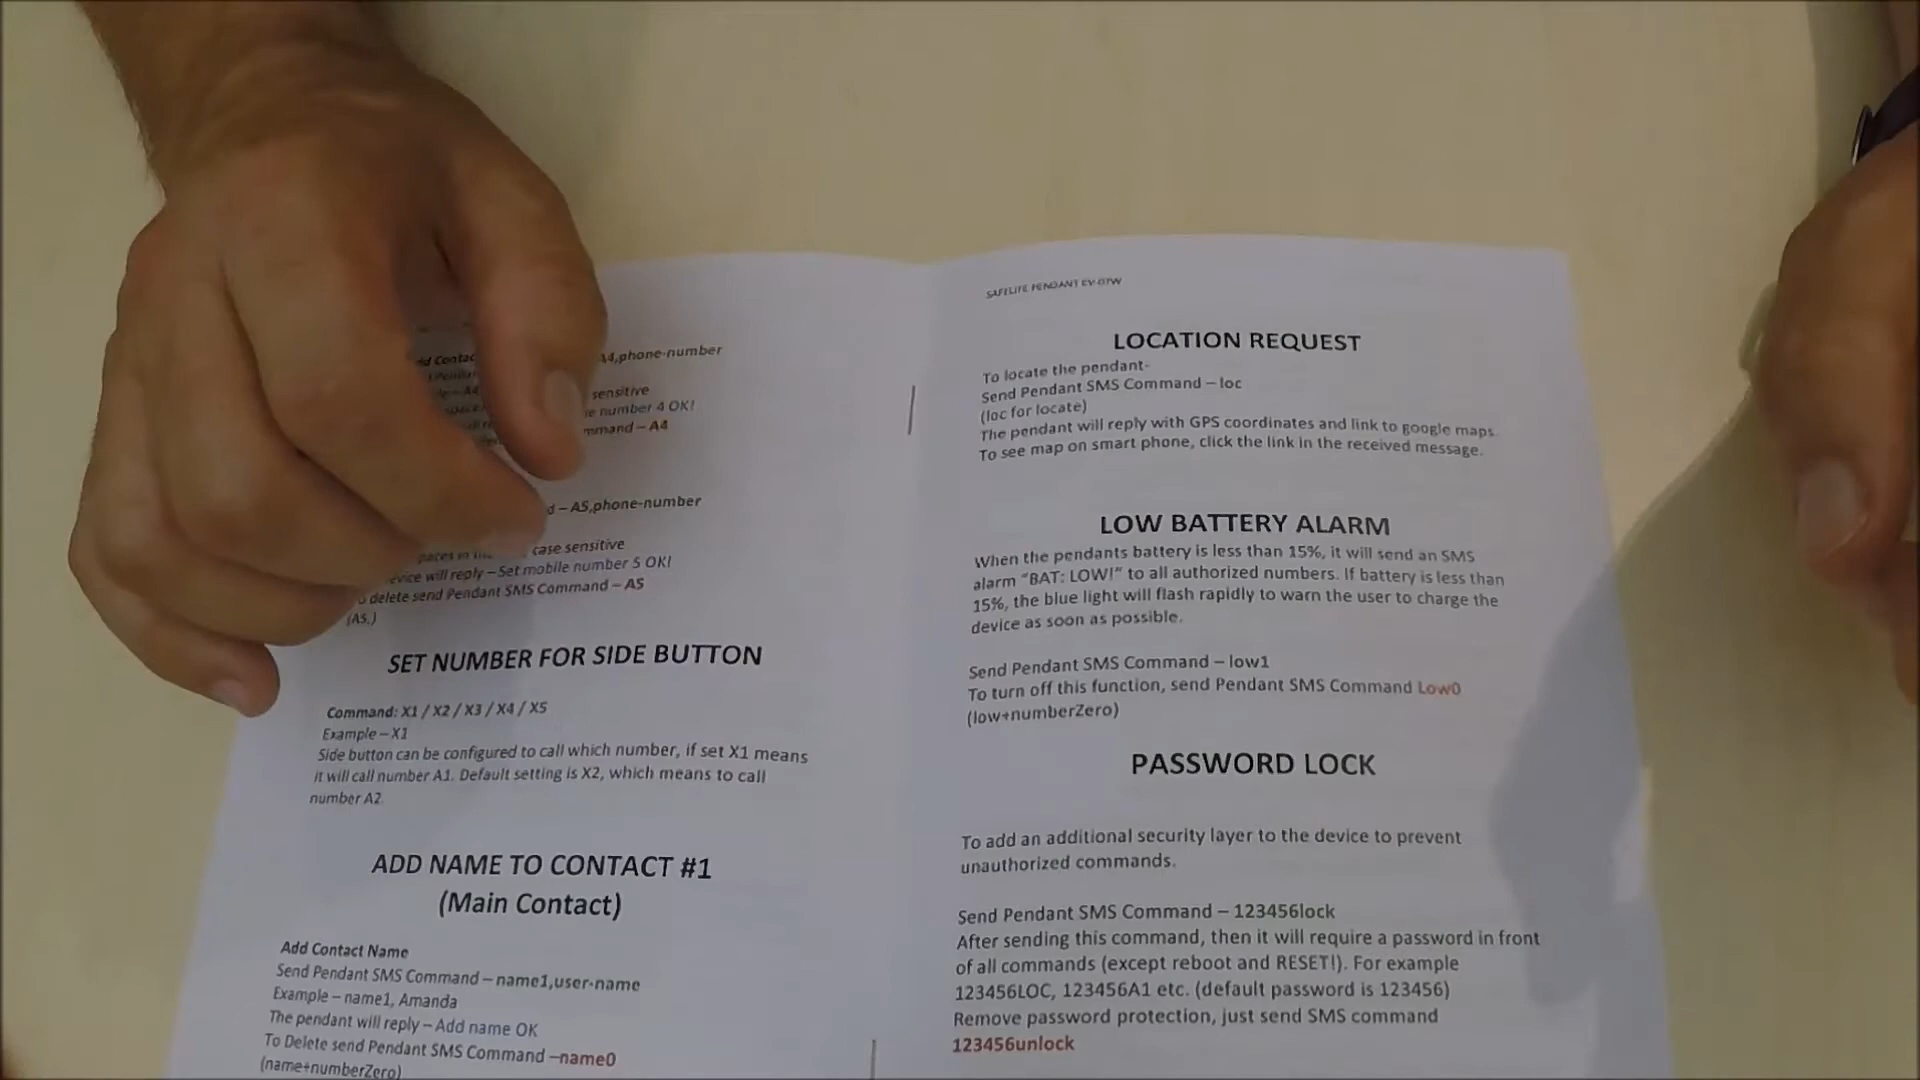 A4,phone-number
sensitive
number 4 OK!
– A4
– A5,phone-number
case sensitive
will reply – Set mobile number 5 OK!
delete send Pendant SMS Command – A5
(A5,)
SET NUMBER FOR SIDE BUTTON
Command: X1 / X2 / X3 / X4 / X5
Example – X1
Side button can be configured to call which number, if set X1 means
it will call number A1. Default setting is X2, which means to call
number A2.
ADD NAME TO CONTACT #1
(Main Contact)
Add Contact Name
Send Pendant SMS Command – name1,user-name
Example – name1, Amanda
The pendant will reply – Add name OK
To Delete send Pendant SMS Command –name0
(name+numberZero)
SAFELIFE PENDANT EV-07W
LOCATION REQUEST
To locate the pendant-
Send Pendant SMS Command – loc
(loc for locate)
The pendant will reply with GPS coordinates and link to google maps.
To see map on smart phone, click the link in the received message.
LOW BATTERY ALARM
When the pendants battery is less than 15%, it will send an SMS
alarm "BAT: LOW!" to all authorized numbers. If battery is less than
15%, the blue light will flash rapidly to warn the user to charge the
device as soon as possible.
Send Pendant SMS Command – low1
To turn off this function, send Pendant SMS Command Low0
(low+numberZero)
PASSWORD LOCK
To add an additional security layer to the device to prevent
unauthorized commands.
Send Pendant SMS Command – 123456lock
After sending this command, then it will require a password in front
of all commands (except reboot and RESET!). For example
123456LOC, 123456A1 etc. (default password is 123456)
Remove password protection, just send SMS command
123456unlock